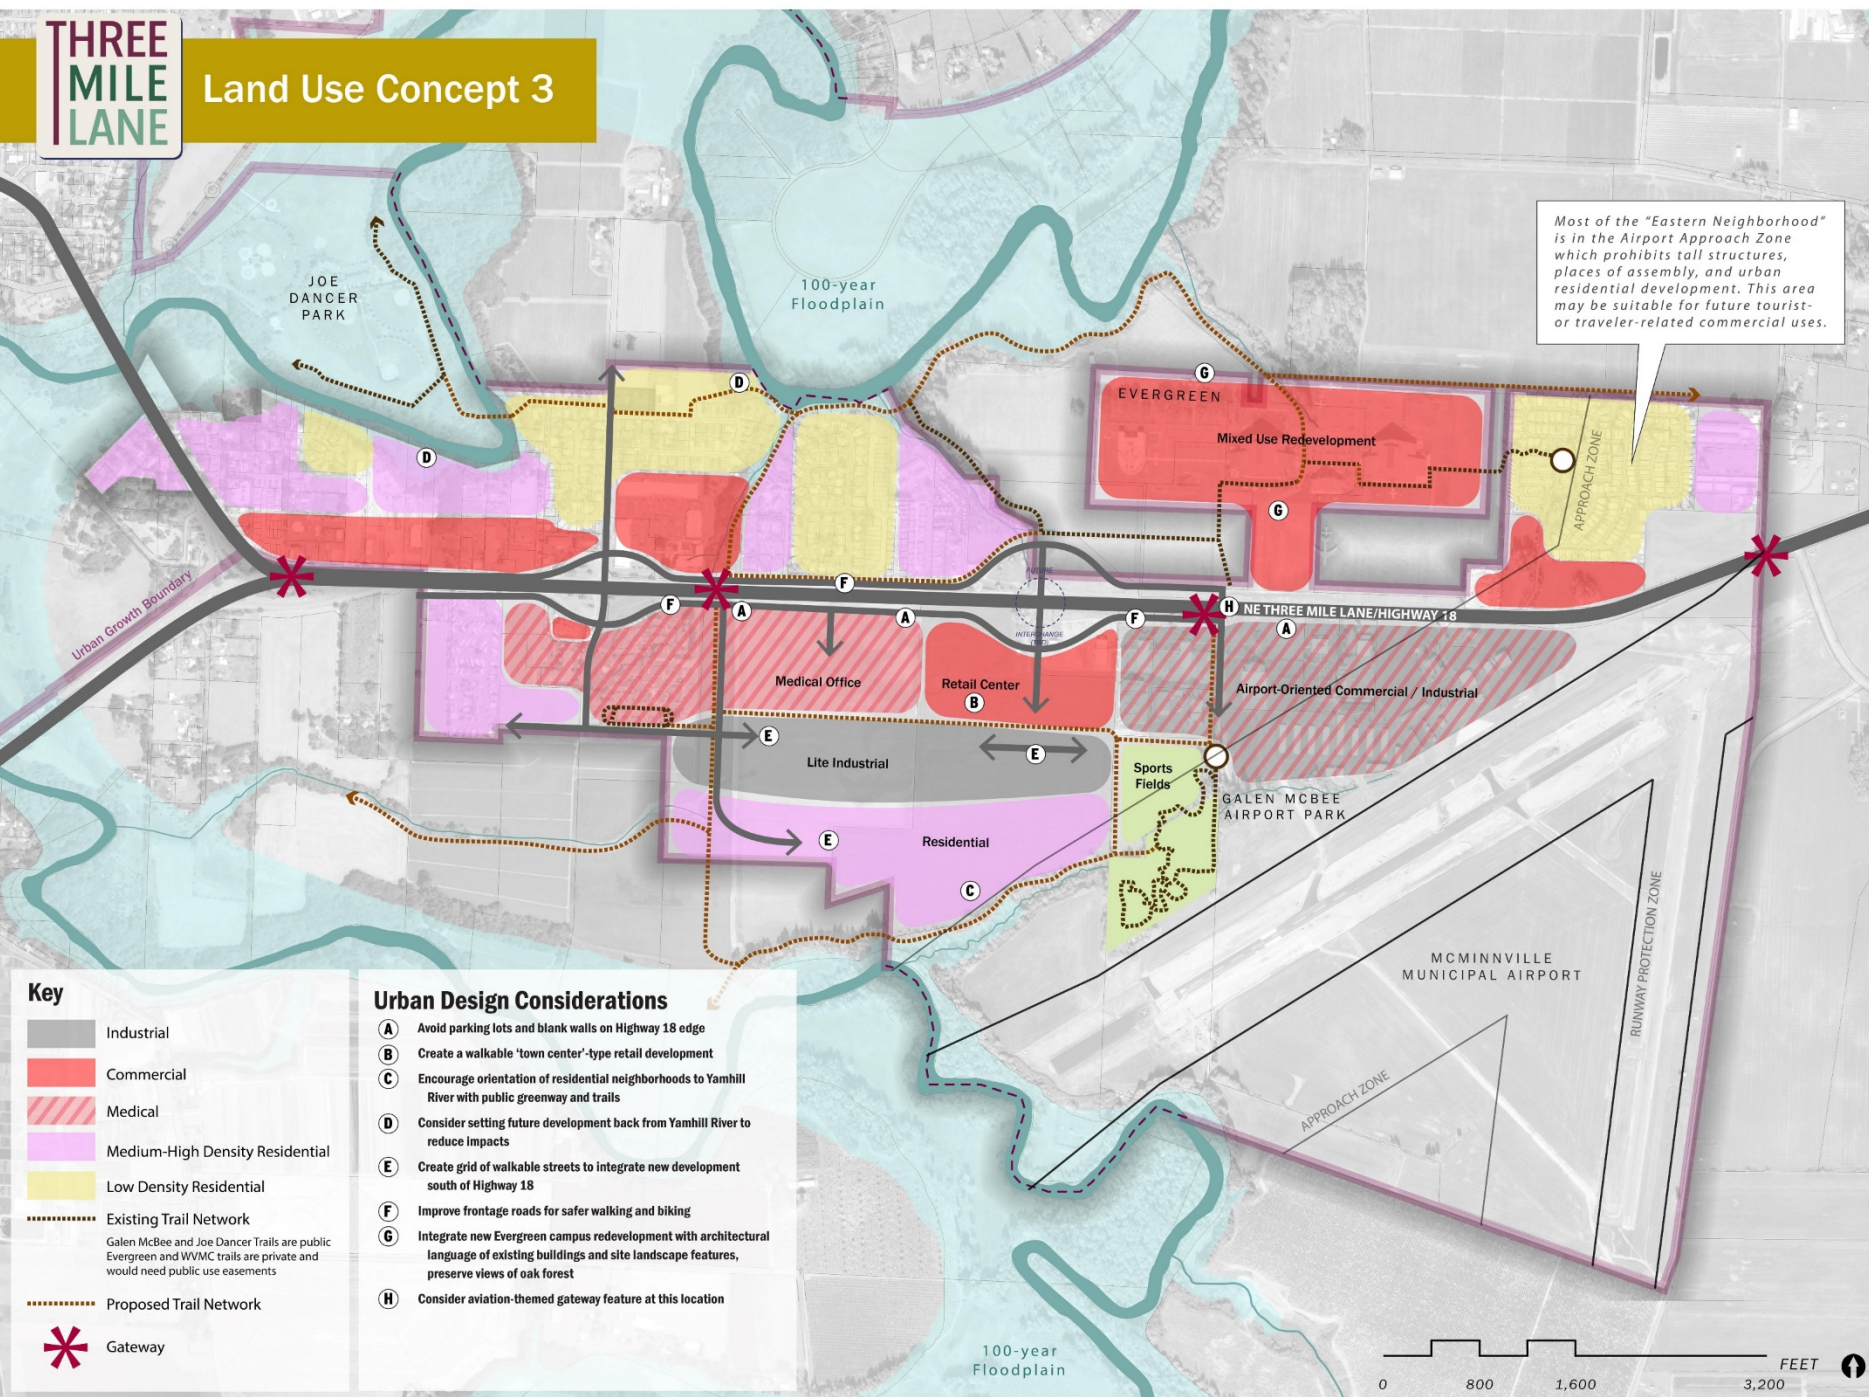 THREE
MILE
LANE
Land Use Concept 3
Most of the “Eastern Neighborhood”
is in the Airport Approach Zone
which prohibits tall structures,
places of assembly, and urban
residential development. This area
may be suitable for future tourist-
or traveler-related commercial uses.
JOE
DANCER
PARK
100-year
Floodplain
D
G
EVERGREEN
Mixed Use Redevelopment
APPROACH ZONE
D
G
Urban Growth Boundary
FUTURE
INTERCHANGE
(TBD)
F
F
A
A
F
H
NE THREE MILE LANE/HIGHWAY 18
A
Medical Office
Retail Center
B
Airport-Oriented Commercial / Industrial
E
E
Lite Industrial
Sports
Fields
GALEN MCBEE
AIRPORT PARK
E
Residential
C
MCMINNVILLE
MUNICIPAL AIRPORT
RUNWAY PROTECTION ZONE
APPROACH ZONE
Key
Industrial
Commercial
Medical
Medium-High Density Residential
Low Density Residential
Existing Trail Network
Galen McBee and Joe Dancer Trails are public
Evergreen and WVMC trails are private and
would need public use easements
Proposed Trail Network
Gateway
Urban Design Considerations
A Avoid parking lots and blank walls on Highway 18 edge
B Create a walkable ‘town center’-type retail development
C Encourage orientation of residential neighborhoods to Yamhill
River with public greenway and trails
D Consider setting future development back from Yamhill River to
reduce impacts
E Create grid of walkable streets to integrate new development
south of Highway 18
F Improve frontage roads for safer walking and biking
G Integrate new Evergreen campus redevelopment with architectural
language of existing buildings and site landscape features,
preserve views of oak forest
H Consider aviation-themed gateway feature at this location
100-year
Floodplain
FEET
0 800 1,600 3,200